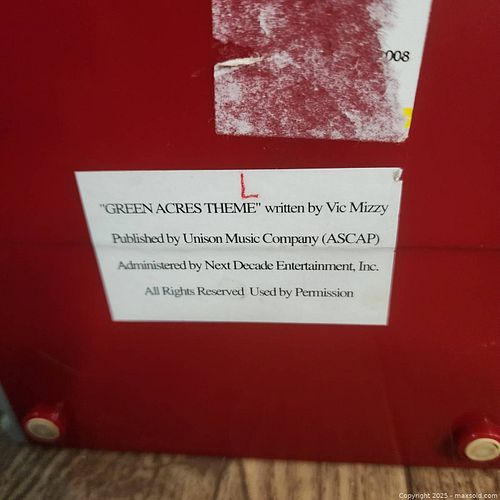 008
L
"GREEN ACRES THEME" written by Vic Mizzy
Published by Unison Music Company (ASCAP)
Administered by Next Decade Entertainment, Inc.
All Rights Reserved Used by Permission
Copyright 2025 - maxsold.com